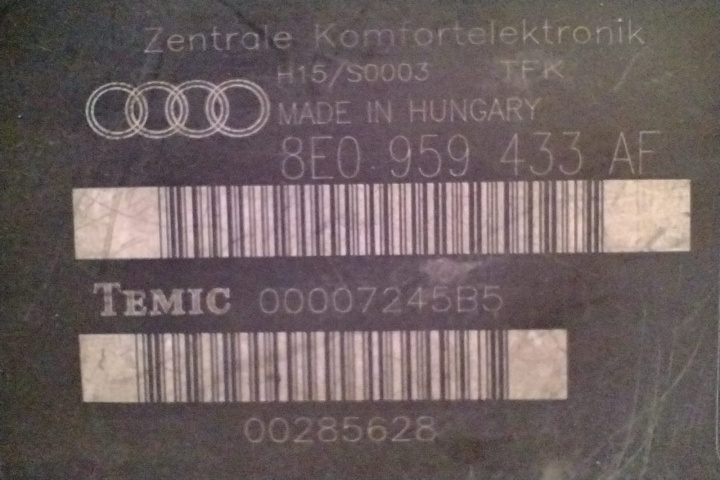 Zentrale Komfortelektronik
H15/S0003 TFK
MADE IN HUNGARY
8E0 959 433 AF
TEMIC 00007245B5
00285628